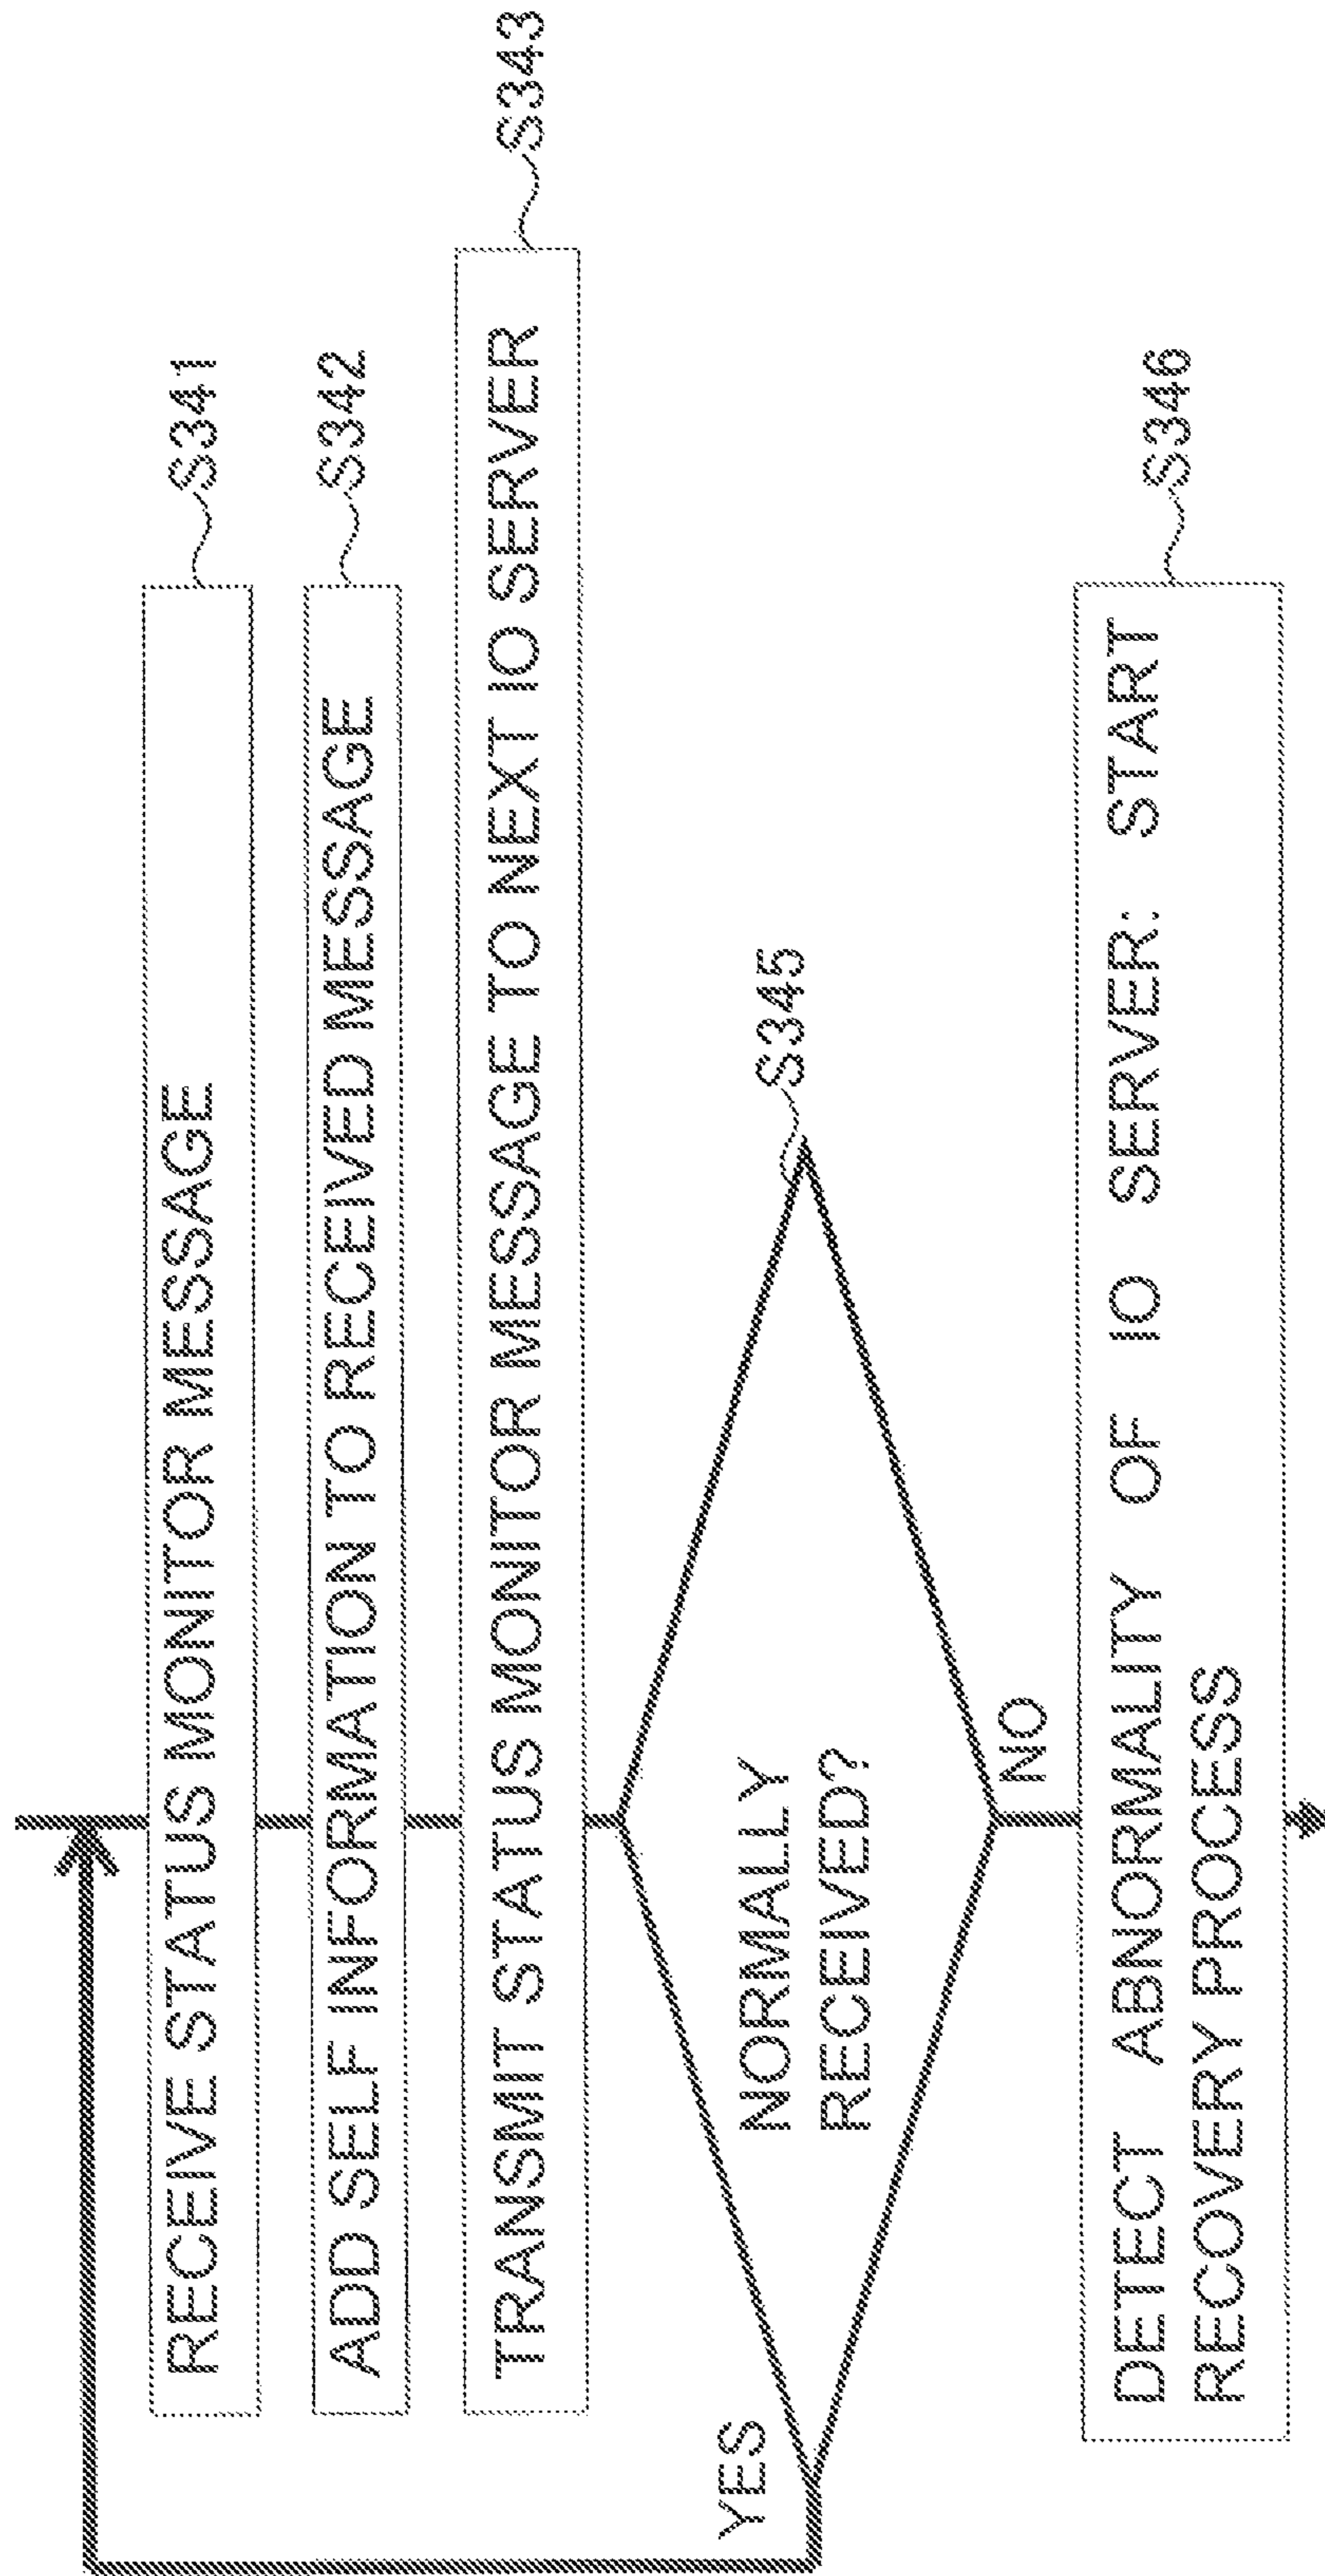 RECEIVE STATUS MONITOR MESSAGE
S341
ADD SELF INFORMATION TO RECEIVED MESSAGE
S342
TRANSMIT STATUS MONITOR MESSAGE TO NEXT IO SERVER
S343
YES
NORMALLY
RECEIVED?
S345
NO
DETECT ABNORMALITY OF IO SERVER: START
RECOVERY PROCESS
S346